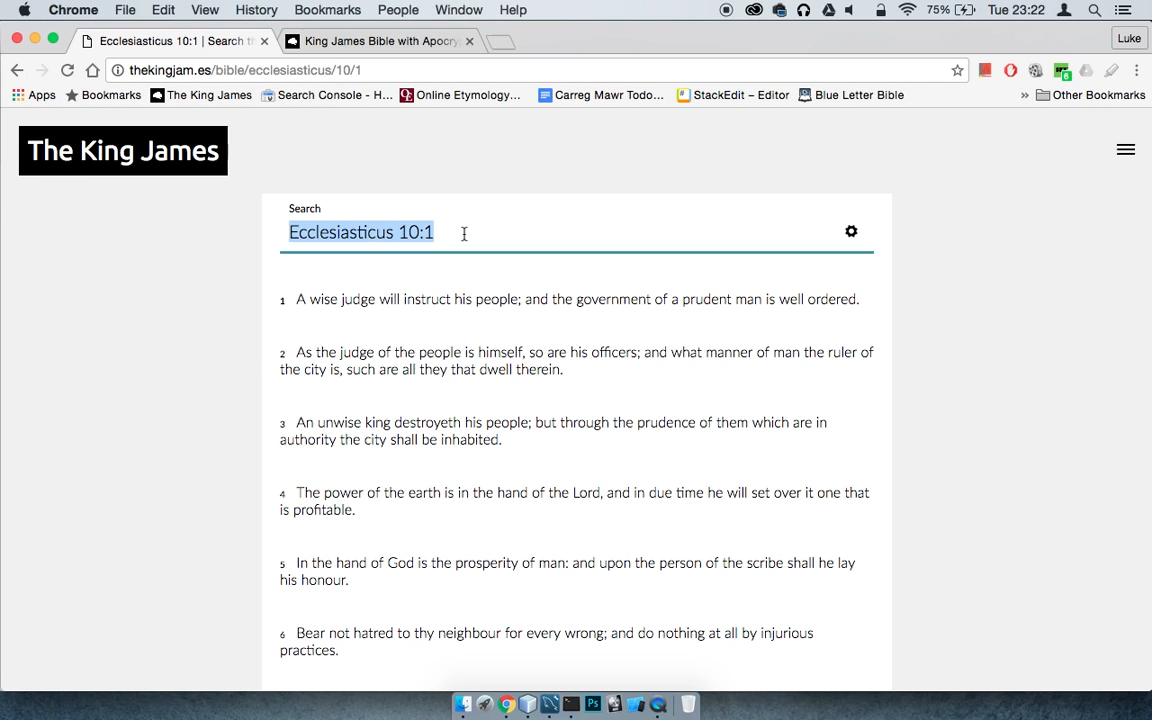 Chrome File Edit View History Bookmarks People Window Help 75% Tue 23:22
Ecclesiasticus 10:1 | Search th King James Bible with Apocry Luke
thekingjam.es/bible/ecclesiasticus/10/1
6
Apps Bookmarks The King James Search Console - H... Online Etymology... Carreg Mawr Todo... StackEdit – Editor Blue Letter Bible » Other Bookmarks
The King James
Search
Ecclesiasticus 10:1
1 A wise judge will instruct his people; and the government of a prudent man is well ordered.
2 As the judge of the people is himself, so are his officers; and what manner of man the ruler of
the city is, such are all they that dwell therein.
3 An unwise king destroyeth his people; but through the prudence of them which are in
authority the city shall be inhabited.
4 The power of the earth is in the hand of the Lord, and in due time he will set over it one that
is profitable.
5 In the hand of God is the prosperity of man: and upon the person of the scribe shall he lay
his honour.
6 Bear not hatred to thy neighbour for every wrong; and do nothing at all by injurious
practices.
Ps